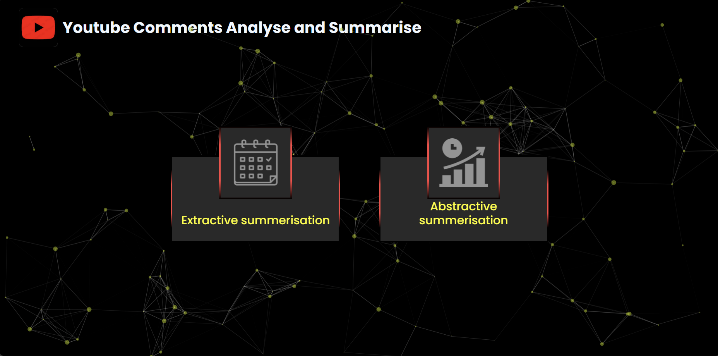 Youtube Comments Analyse and Summarise
Extractive summerisation
Abstractive
summerisation